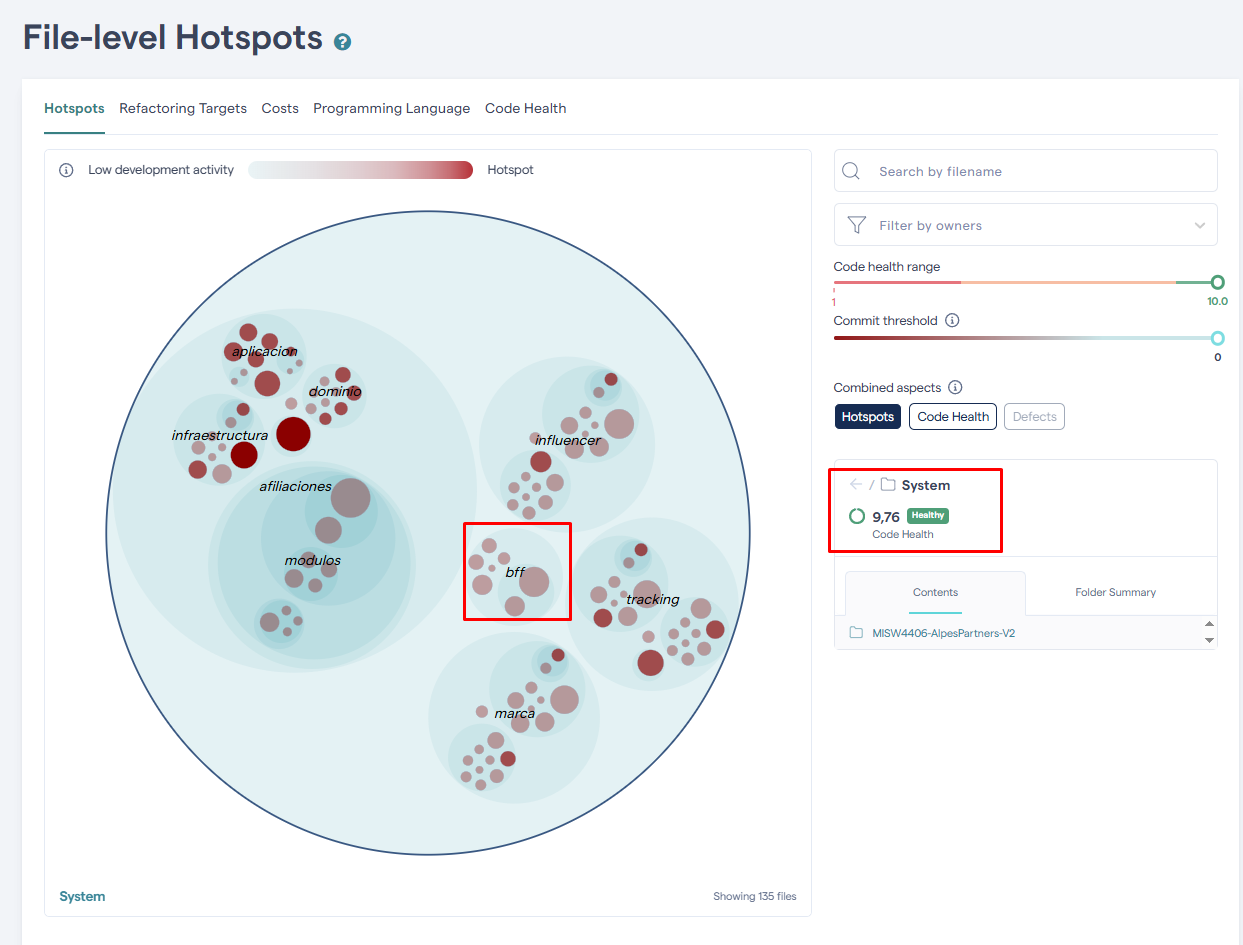 File-level Hotspots ?
Hotspots Refactoring Targets Costs Programming Language Code Health
Low development activity Hotspot
aplicacion
dominio
infraestructura
afiliaciones
modulos
influencer
bff
tracking
marca
System
Showing 135 files
Search by filename
Filter by owners
Code health range
1 10.0
Commit threshold
0
Combined aspects
Hotspots Code Health Defects
← / System
9,76 Healthy
Code Health
Contents Folder Summary
MISW4406-AlpesPartners-V2